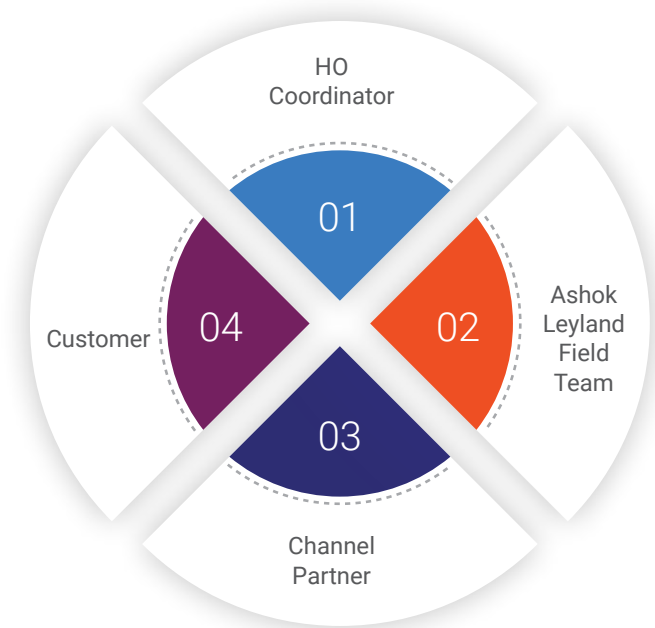 HO
Coordinator
01
02
Ashok
Leyland
Field
Team
03
Channel
Partner
04
Customer